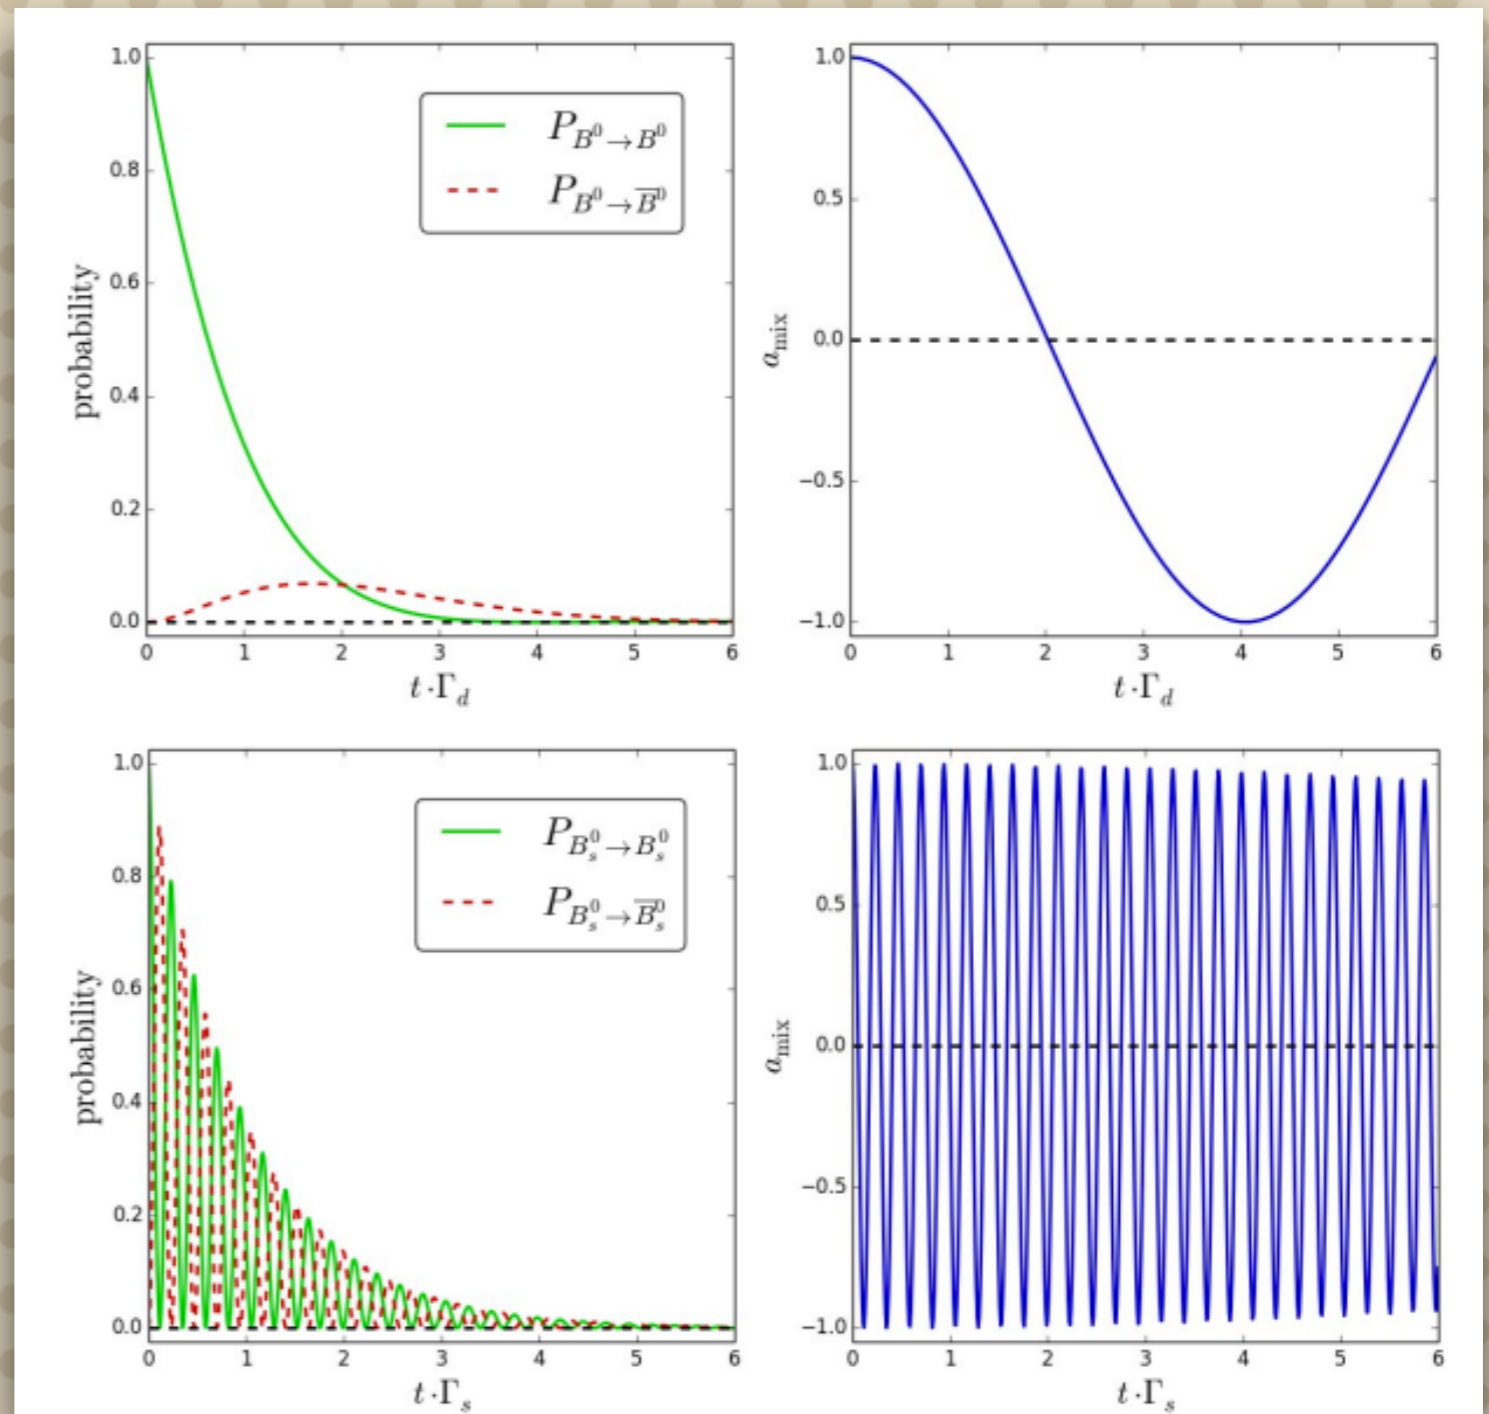 1.0
0.8
0.6
0.4
0.2
0.0
probability
P_{B^0→B^0}
P_{B^0→\overline{B}^0}
0 1 2 3 4 5 6
t·Γ_d
1.0
0.5
0.0
−0.5
−1.0
a_mix
0 1 2 3 4 5 6
t·Γ_d
1.0
0.8
0.6
0.4
0.2
0.0
probability
P_{B_s^0→B_s^0}
P_{B_s^0→\overline{B}_s^0}
0 1 2 3 4 5 6
t·Γ_s
1.0
0.5
0.0
−0.5
−1.0
a_mix
0 1 2 3 4 5 6
t·Γ_s